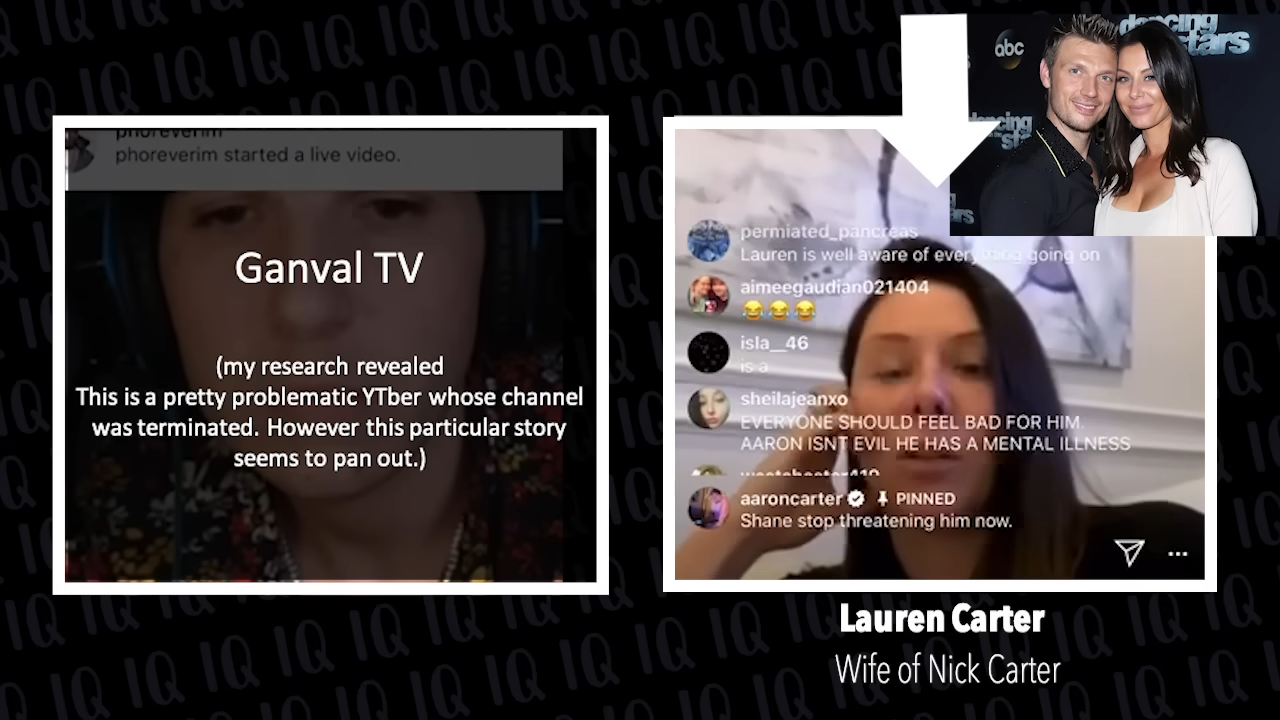 phoreverim
phoreverim started a live video.
Ganval TV
(my research revealed
This is a pretty problematic YTber whose channel
was terminated. However this particular story
seems to pan out.)
abc
dancing
stars
permiated_pancreas
Lauren is well aware of everything going on
aimeegaudian021404
😂😂😂
isla__46
is a
sheilajeanxo
EVERYONE SHOULD FEEL BAD FOR HIM.
AARON ISNT EVIL HE HAS A MENTAL ILLNESS
aaroncarter PINNED
Shane stop threatening him now.
Lauren Carter
Wife of Nick Carter
IQ